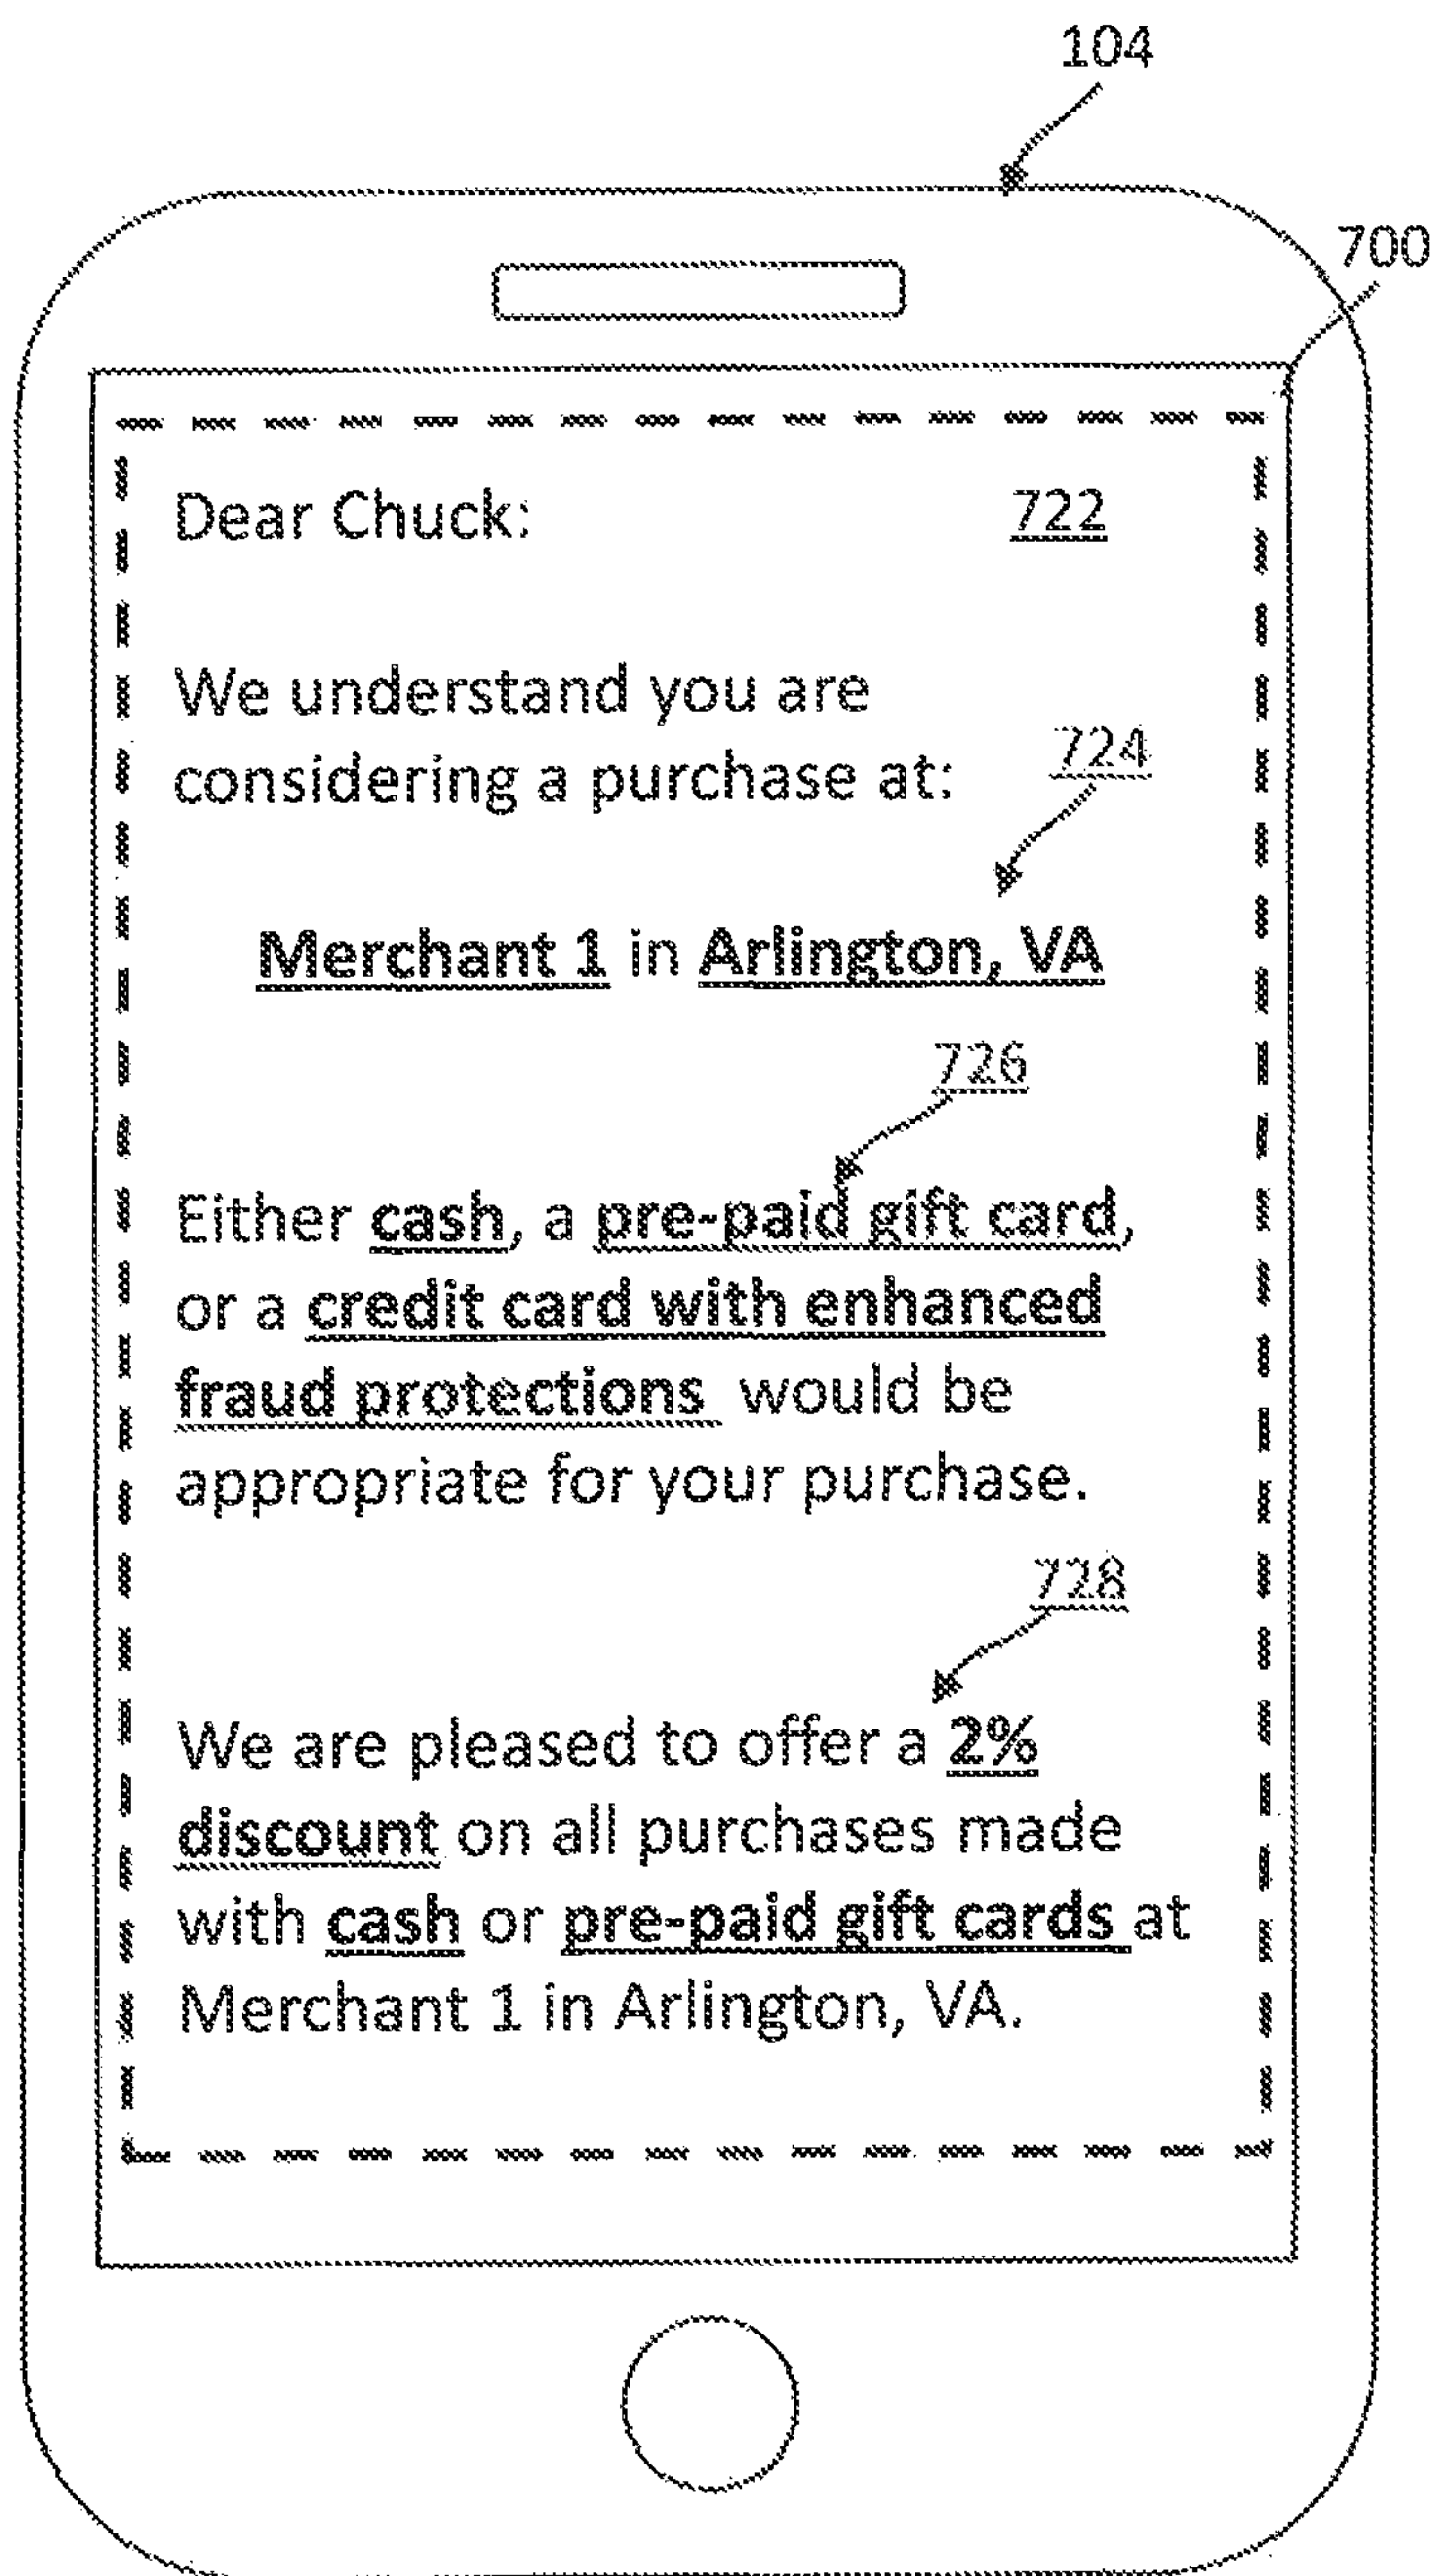 104
700
Dear Chuck:
722
We understand you are
considering a purchase at:
724
Merchant 1 in Arlington, VA
726
Either cash, a pre-paid gift card,
or a credit card with enhanced
fraud protections would be
appropriate for your purchase.
728
We are pleased to offer a 2%
discount on all purchases made
with cash or pre-paid gift cards at
Merchant 1 in Arlington, VA.